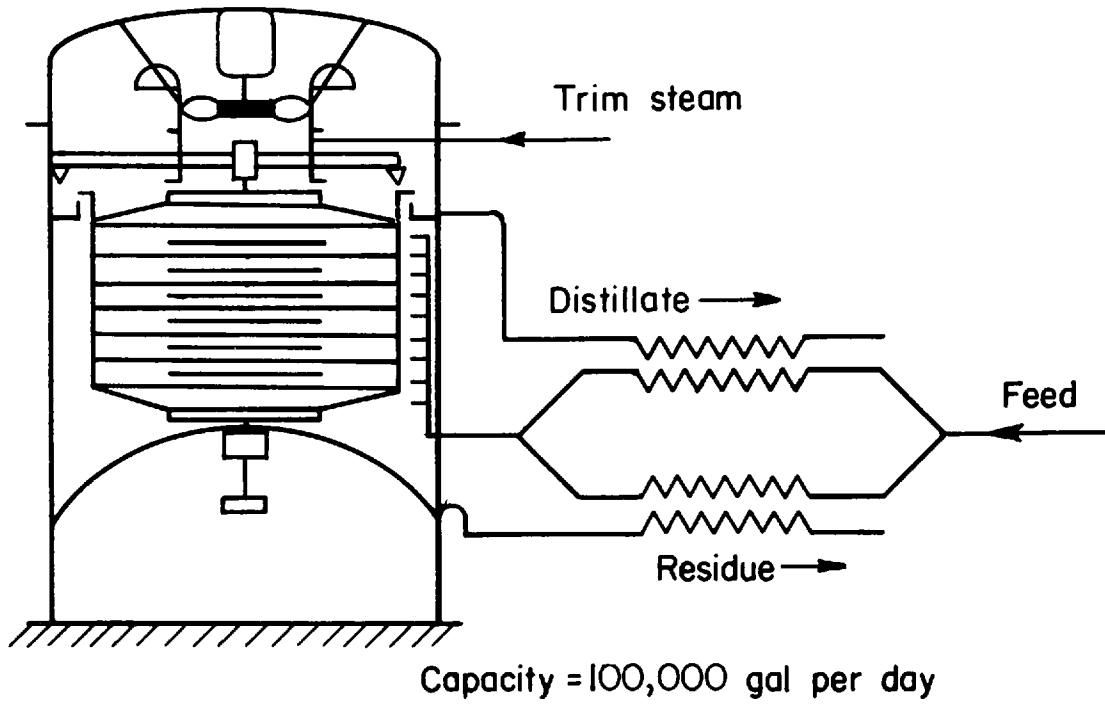 Trim steam
Distillate
Feed
Residue
Capacity = 100,000 gal per day